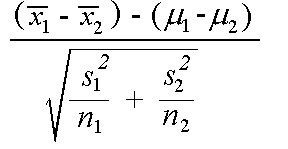 (x̄₁ - x̄₂) - (μ₁ - μ₂)
√(s₁²/n₁ + s₂²/n₂)